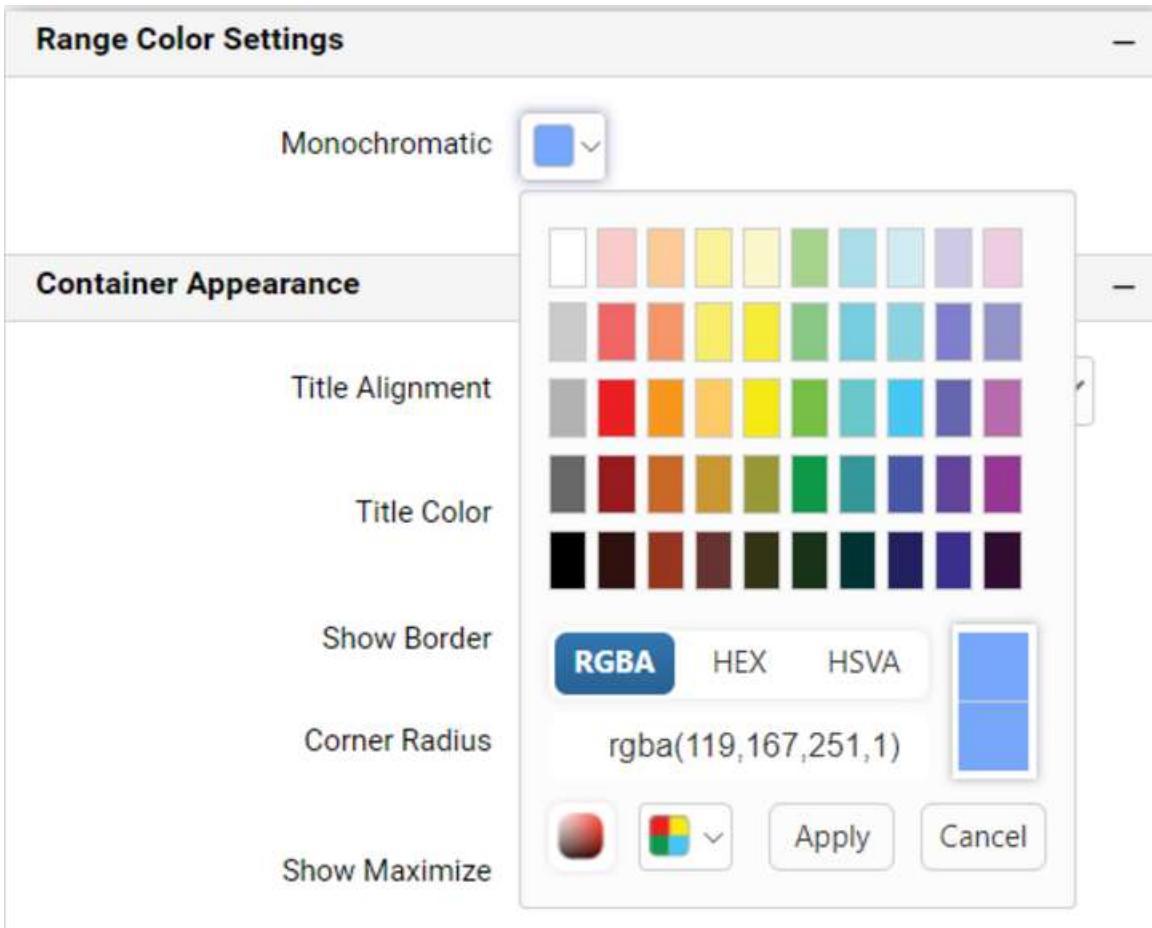 Range Color Settings
Monochromatic
Container Appearance
Title Alignment
Title Color
Show Border
RGBA HEX HSVA
Corner Radius
rgba(119,167,251,1)
Apply Cancel
Show Maximize